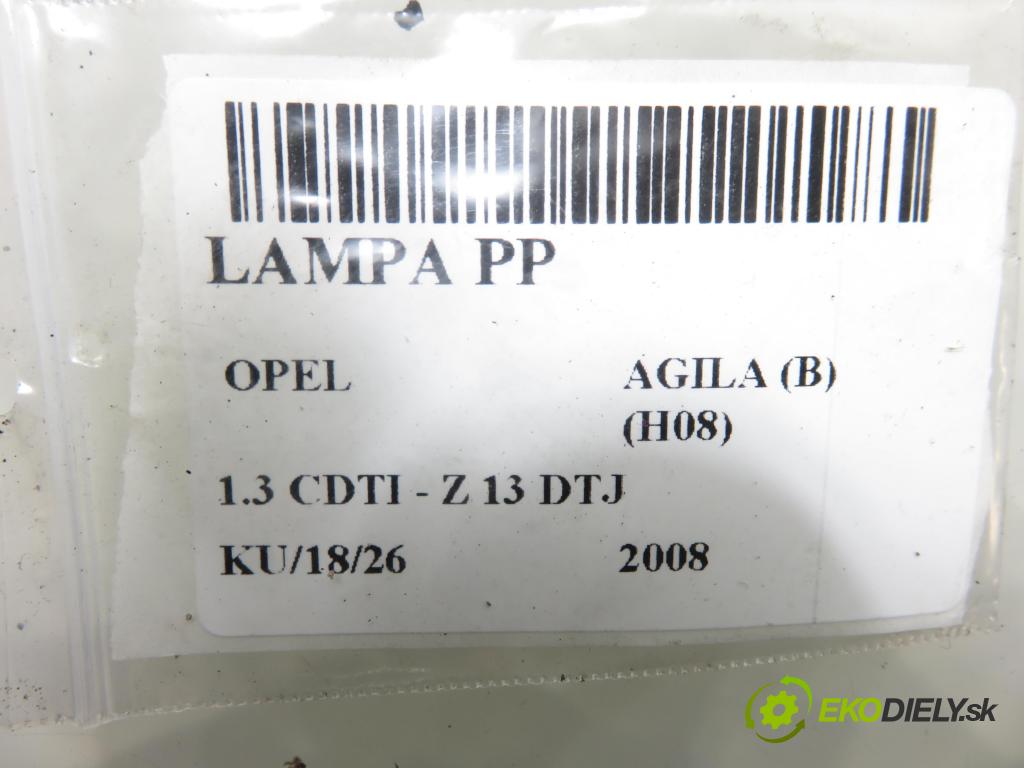 LAMPA PP
OPEL AGILA (B)
(H08)
1.3 CDTI - Z 13 DTJ
KU/18/26 2008
EKODIELY.sk